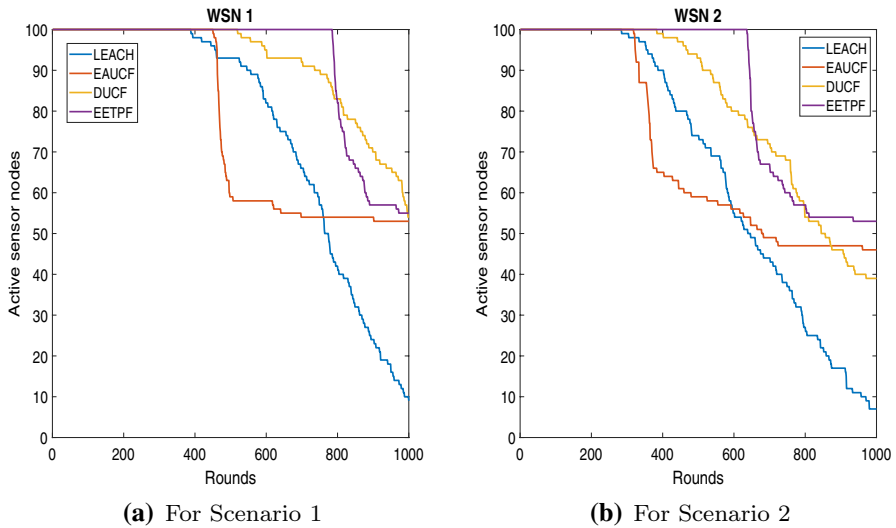 WSN 1
Active sensor nodes
100
90
80
70
60
50
40
30
20
10
0
LEACH
EAUCF
DUCF
EETPF
0 200 400 600 800 1000
Rounds
(a) For Scenario 1
WSN 2
Active sensor nodes
100
90
80
70
60
50
40
30
20
10
0
LEACH
EAUCF
DUCF
EETPF
0 200 400 600 800 1000
Rounds
(b) For Scenario 2